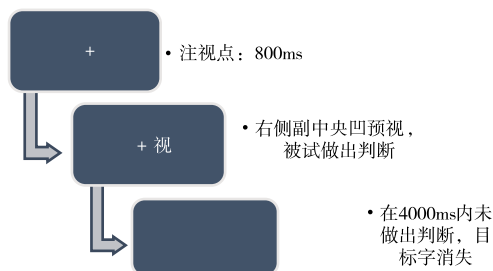 +
• 注视点：800ms
+ 视
• 右侧副中央凹预视，
被试做出判断
• 在4000ms内未
做出判断，目
标字消失